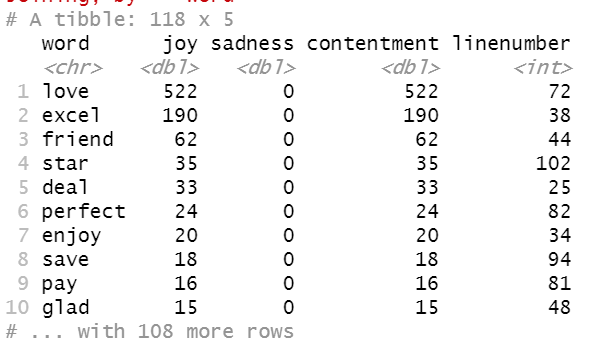 Joining, by = "word"
# A tibble: 118 x 5
word joy sadness contentment linenumber
<chr> <dbl> <dbl> <dbl> <int>
1 love 522 0 522 72
2 excel 190 0 190 38
3 friend 62 0 62 44
4 star 35 0 35 102
5 deal 33 0 33 25
6 perfect 24 0 24 82
7 enjoy 20 0 20 34
8 save 18 0 18 94
9 pay 16 0 16 81
10 glad 15 0 15 48
# ... with 108 more rows